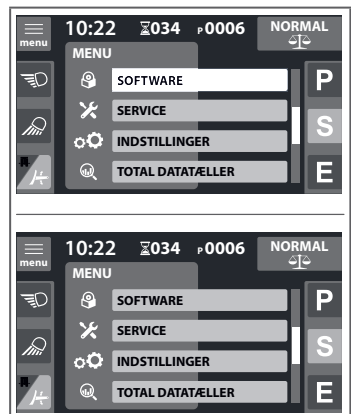 menu 10:22 034 P0006 NORMAL
MENU
SOFTWARE P
SERVICE
S
INDSTILLINGER
TOTAL DATATÆLLER E
menu 10:22 034 P0006 NORMAL
MENU
SOFTWARE P
SERVICE
S
INDSTILLINGER
TOTAL DATATÆLLER E